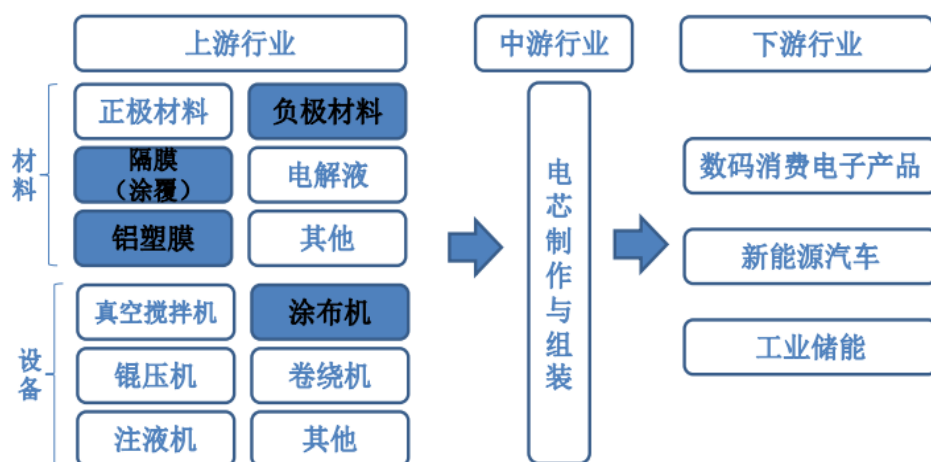 上游行业
中游行业
下游行业
材料
正极材料
负极材料
隔膜
（涂覆）
电解液
铝塑膜
其他
设备
真空搅拌机
涂布机
辊压机
卷绕机
注液机
其他
电芯制作与组装
数码消费电子产品
新能源汽车
工业储能